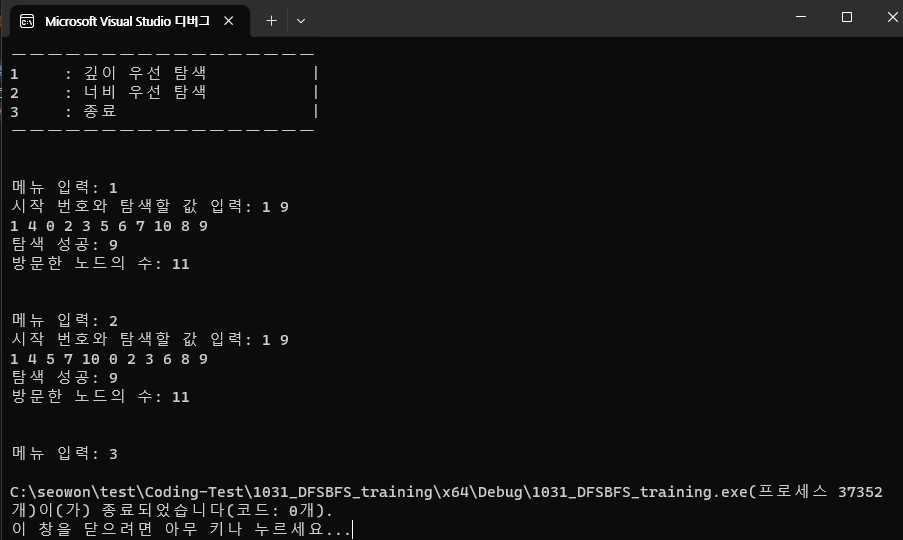 Microsoft Visual Studio 디버그
1 : 깊이 우선 탐색 |
2 : 너비 우선 탐색 |
3 : 종료 |
메뉴 입력: 1
시작 번호와 탐색할 값 입력: 1 9
1 4 0 2 3 5 6 7 10 8 9
탐색 성공: 9
방문한 노드의 수: 11
메뉴 입력: 2
시작 번호와 탐색할 값 입력: 1 9
1 4 5 7 10 0 2 3 6 8 9
탐색 성공: 9
방문한 노드의 수: 11
메뉴 입력: 3
C:\seowon\test\Coding-Test\1031_DFSBFS_training\x64\Debug\1031_DFSBFS_training.exe(프로세스 37352
개)이(가) 종료되었습니다(코드: 0개).
이 창을 닫으려면 아무 키나 누르세요...